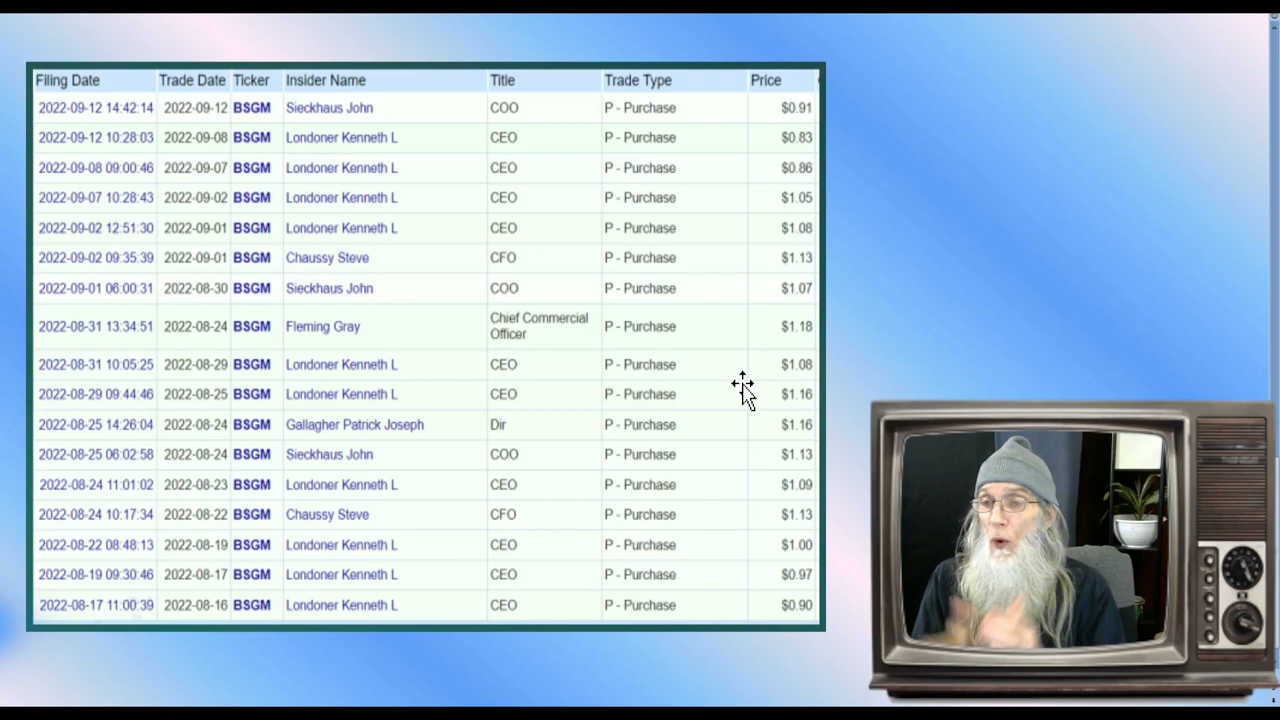 Filing Date Trade Date Ticker Insider Name Title Trade Type Price
2022-09-12 14:42:14 2022-09-12 BSGM Sieckhaus John COO P - Purchase $0.91
2022-09-12 10:28:03 2022-09-08 BSGM Londoner Kenneth L CEO P - Purchase $0.83
2022-09-08 09:00:46 2022-09-07 BSGM Londoner Kenneth L CEO P - Purchase $0.86
2022-09-07 10:28:43 2022-09-02 BSGM Londoner Kenneth L CEO P - Purchase $1.05
2022-09-02 12:51:30 2022-09-01 BSGM Londoner Kenneth L CEO P - Purchase $1.08
2022-09-02 09:35:39 2022-09-01 BSGM Chaussy Steve CFO P - Purchase $1.13
2022-09-01 06:00:31 2022-08-30 BSGM Sieckhaus John COO P - Purchase $1.07
2022-08-31 13:34:51 2022-08-24 BSGM Fleming Gray Chief Commercial Officer P - Purchase $1.18
2022-08-31 10:05:25 2022-08-29 BSGM Londoner Kenneth L CEO P - Purchase $1.08
2022-08-29 09:44:46 2022-08-25 BSGM Londoner Kenneth L CEO P - Purchase $1.16
2022-08-25 14:26:04 2022-08-24 BSGM Gallagher Patrick Joseph Dir P - Purchase $1.16
2022-08-25 06:02:58 2022-08-24 BSGM Sieckhaus John COO P - Purchase $1.13
2022-08-24 11:01:02 2022-08-23 BSGM Londoner Kenneth L CEO P - Purchase $1.09
2022-08-24 10:17:34 2022-08-22 BSGM Chaussy Steve CFO P - Purchase $1.13
2022-08-22 08:48:13 2022-08-19 BSGM Londoner Kenneth L CEO P - Purchase $1.00
2022-08-19 09:30:46 2022-08-17 BSGM Londoner Kenneth L CEO P - Purchase $0.97
2022-08-17 11:00:39 2022-08-16 BSGM Londoner Kenneth L CEO P - Purchase $0.90